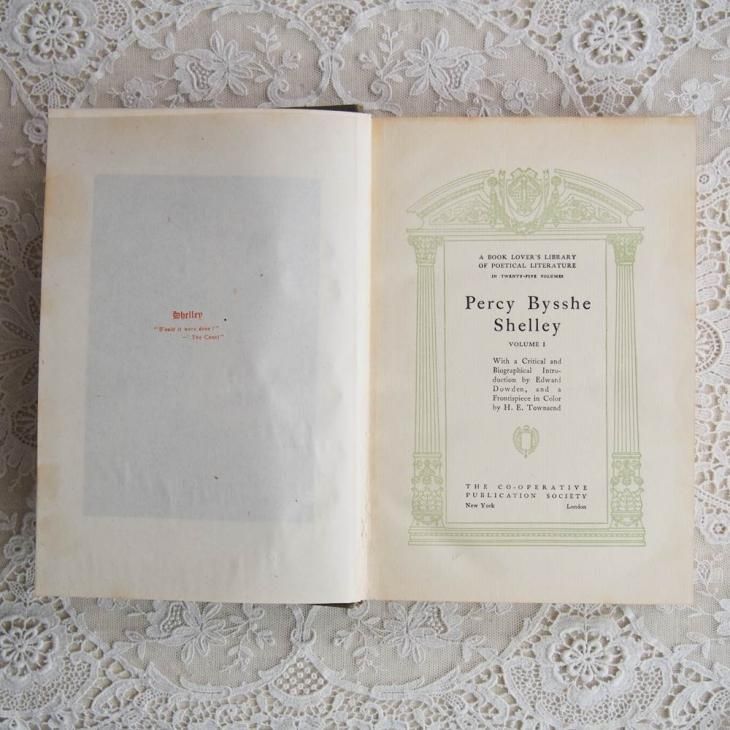 Shelley
"Would it were done!"
—"The Cenci"
A BOOK LOVER'S LIBRARY
OF POETICAL LITERATURE
IN TWENTY-FIVE VOLUMES
Percy Bysshe
Shelley
VOLUME I
With a Critical and
Biographical Intro-
duction by Edward
Dowden, and a
Frontispiece in Color
by H. E. Townsend
THE CO-OPERATIVE
PUBLICATION SOCIETY
New York London